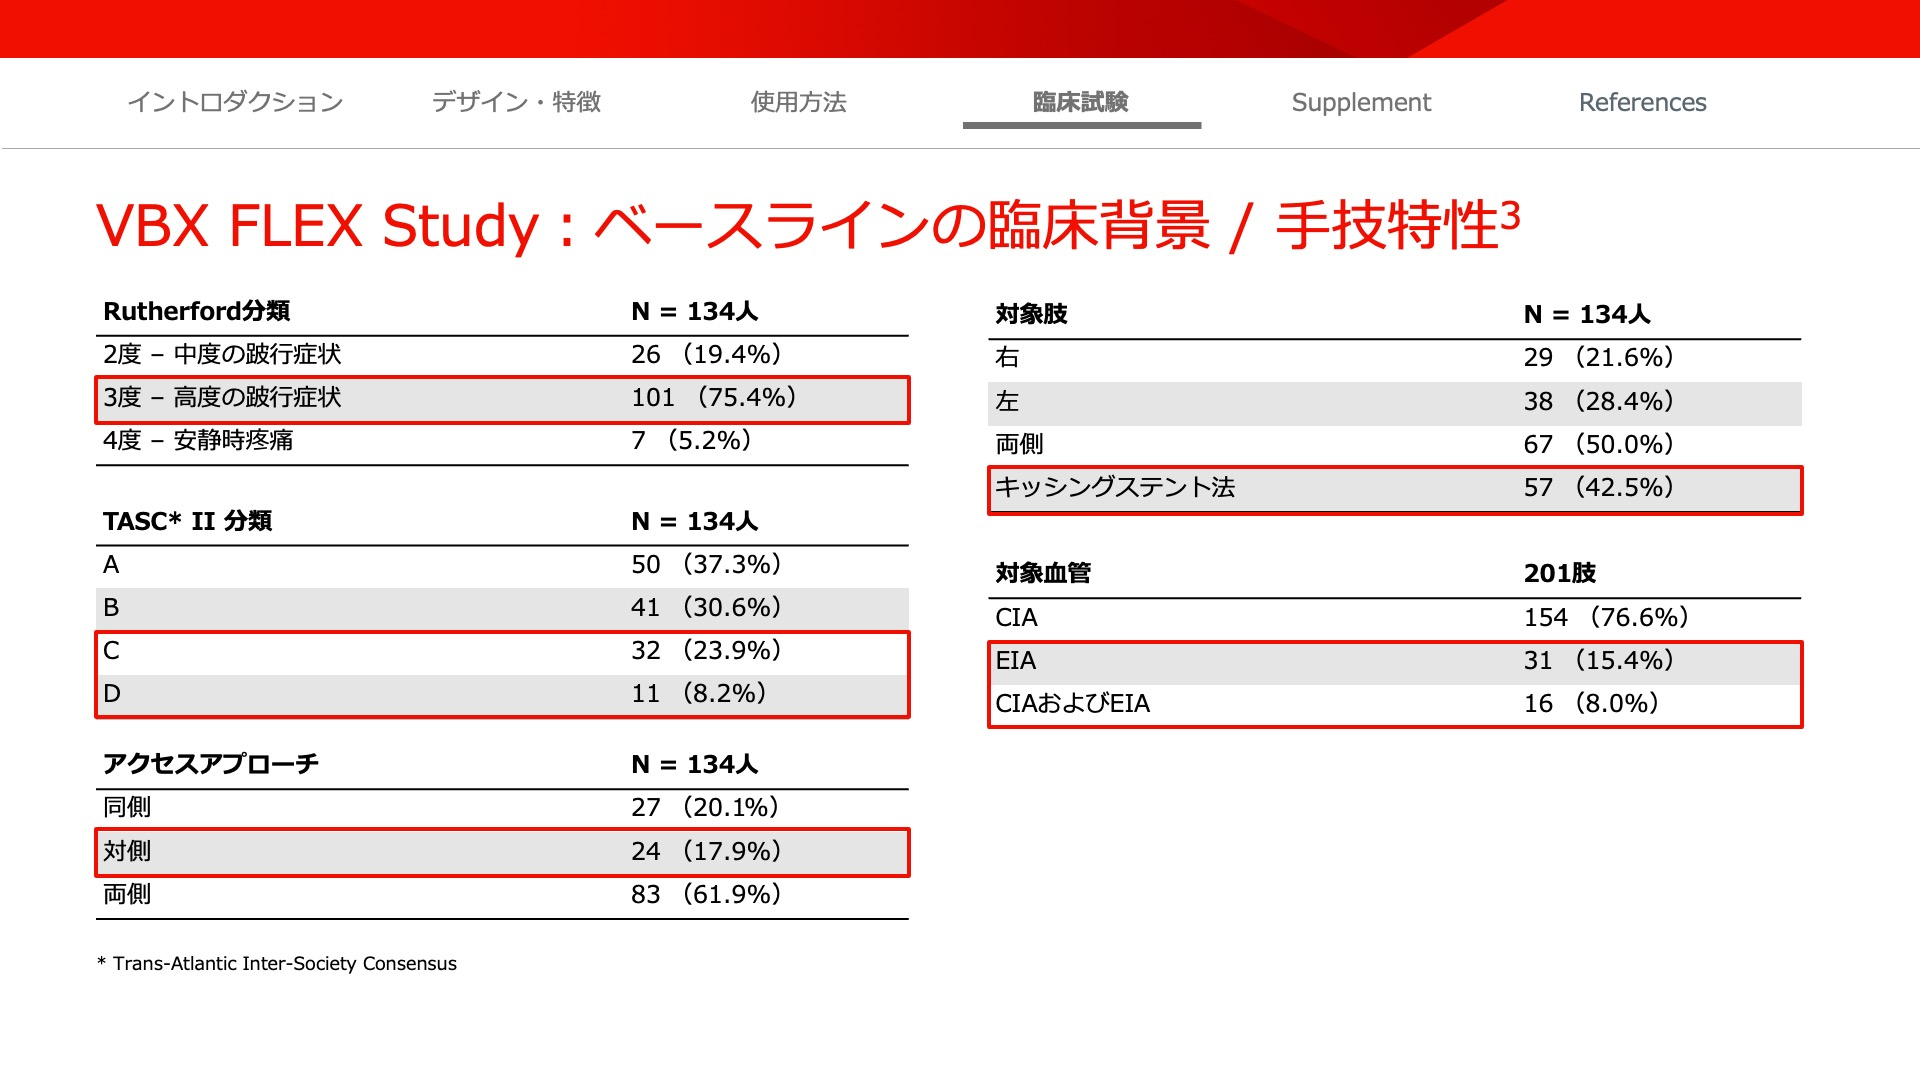 イントロダクション デザイン・特徴 使用方法 臨床試験 Supplement References
VBX FLEX Study : ベースラインの臨床背景 / 手技特性3
Rutherford分類 N = 134人
2度 – 中度の跛行症状 26 （19.4%）
3度 – 高度の跛行症状 101 （75.4%）
4度 – 安静時疼痛 7 （5.2%）
TASC* II 分類 N = 134人
A 50 （37.3%）
B 41 （30.6%）
C 32 （23.9%）
D 11 （8.2%）
アクセスアプローチ N = 134人
同側 27 （20.1%）
対側 24 （17.9%）
両側 83 （61.9%）
* Trans-Atlantic Inter-Society Consensus
対象肢 N = 134人
右 29 （21.6%）
左 38 （28.4%）
両側 67 （50.0%）
キッシングステント法 57 （42.5%）
対象血管 201肢
CIA 154 （76.6%）
EIA 31 （15.4%）
CIAおよびEIA 16 （8.0%）